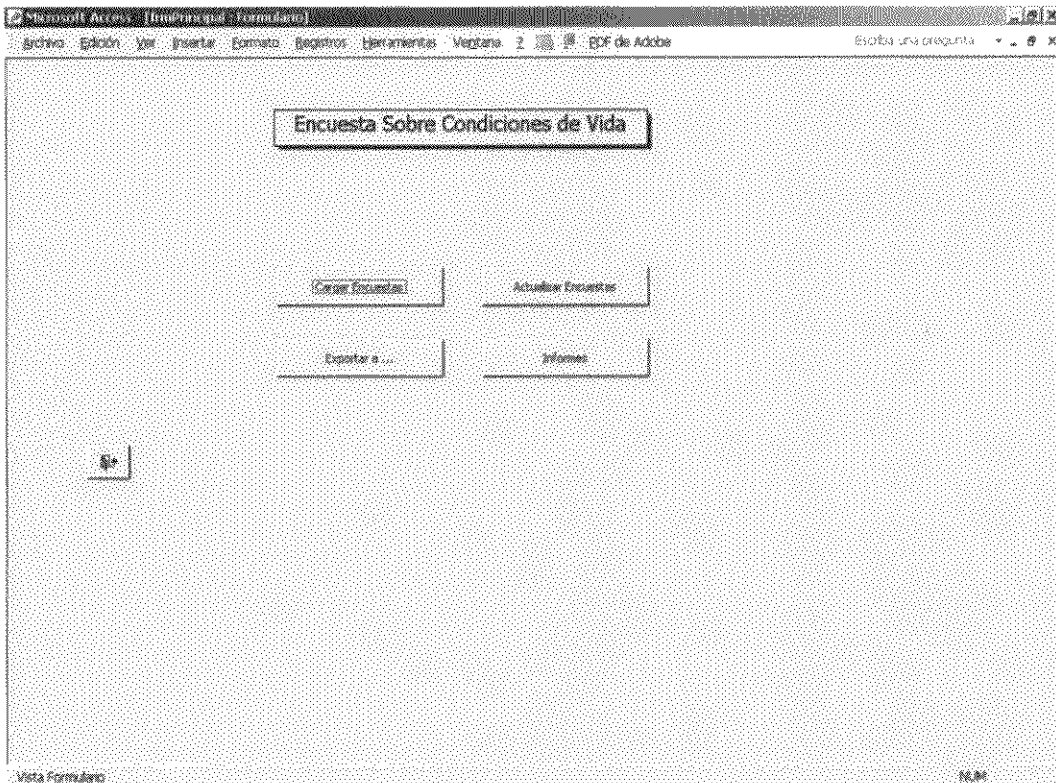 Microsoft Access - [frmPrincipal : Formulario]
Archivo Edición Ver Insertar Formato Registros Herramientas Ventana ? PDF de Adobe Escriba una pregunta
Encuesta Sobre Condiciones de Vida
Cargar Encuestas Actualizar Encuestas
Exportar a ... Informes
Vista Formulario NUM